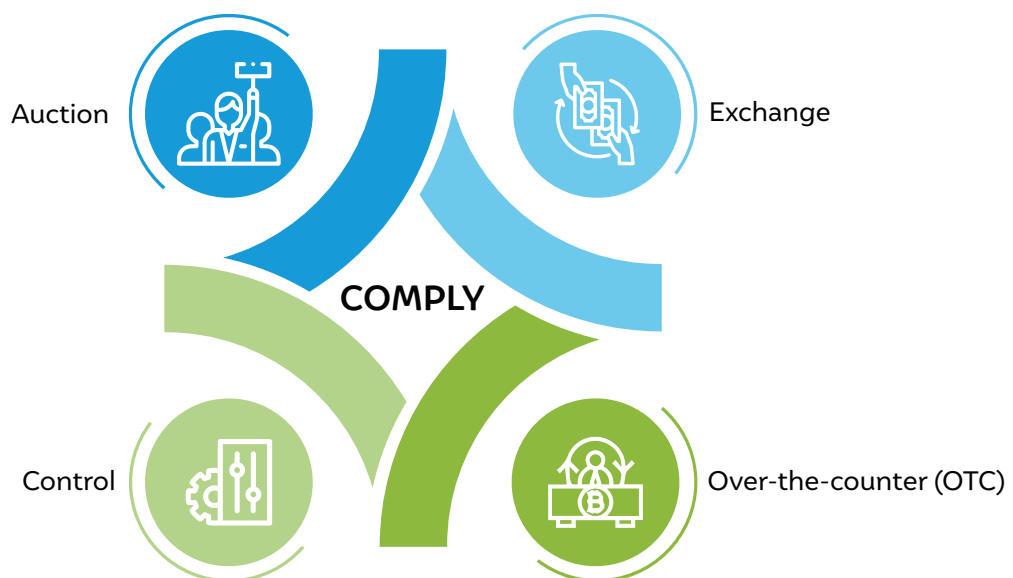 Auction
Exchange
COMPLY
Control
Over-the-counter (OTC)